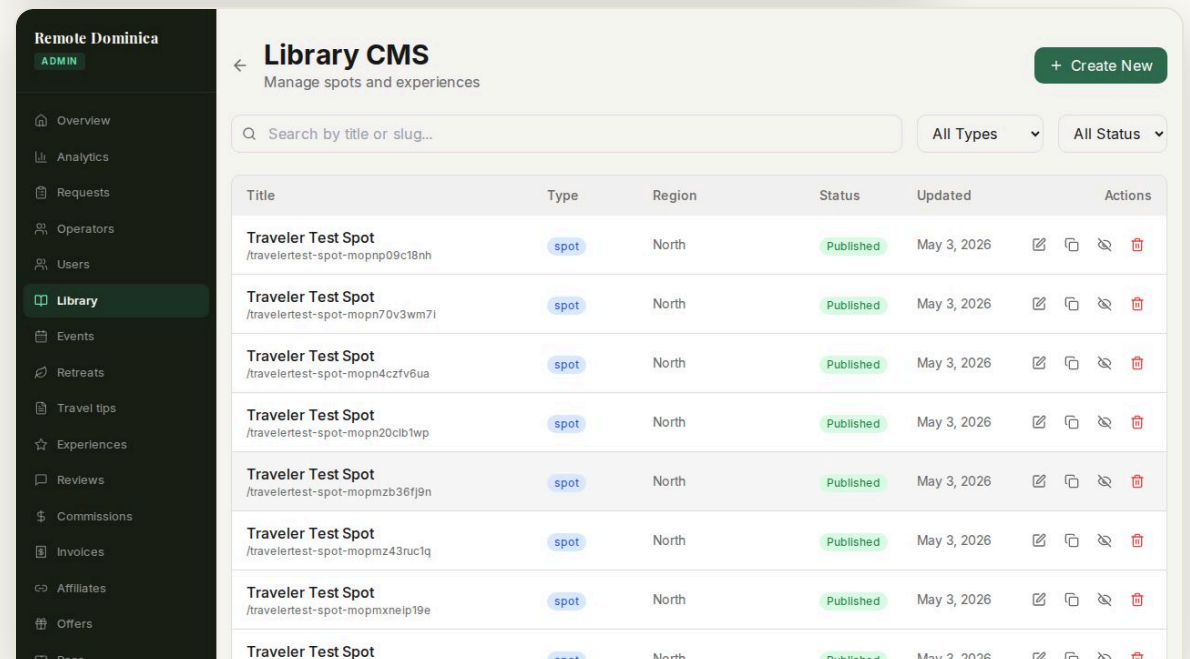 Remote Dominica
ADMIN
Overview
Analytics
Requests
Operators
Users
Library
Events
Retreats
Travel tips
Experiences
Reviews
Commissions
Invoices
Affiliates
Offers
Library CMS
Manage spots and experiences
+ Create New
Search by title or slug...
All Types
All Status
Title Type Region Status Updated Actions
Traveler Test Spot
/travelertest-spot-mopnp09c18nh
spot North Published May 3, 2026
Traveler Test Spot
/travelertest-spot-mopn70v3wm7i
spot North Published May 3, 2026
Traveler Test Spot
/travelertest-spot-mopn4czfv6ua
spot North Published May 3, 2026
Traveler Test Spot
/travelertest-spot-mopn20clb1wp
spot North Published May 3, 2026
Traveler Test Spot
/travelertest-spot-mopmzb36fj9n
spot North Published May 3, 2026
Traveler Test Spot
/travelertest-spot-mopmz43ruc1q
spot North Published May 3, 2026
Traveler Test Spot
/travelertest-spot-mopmxneip19e
spot North Published May 3, 2026
Traveler Test Spot
spot North Published May 3, 2026